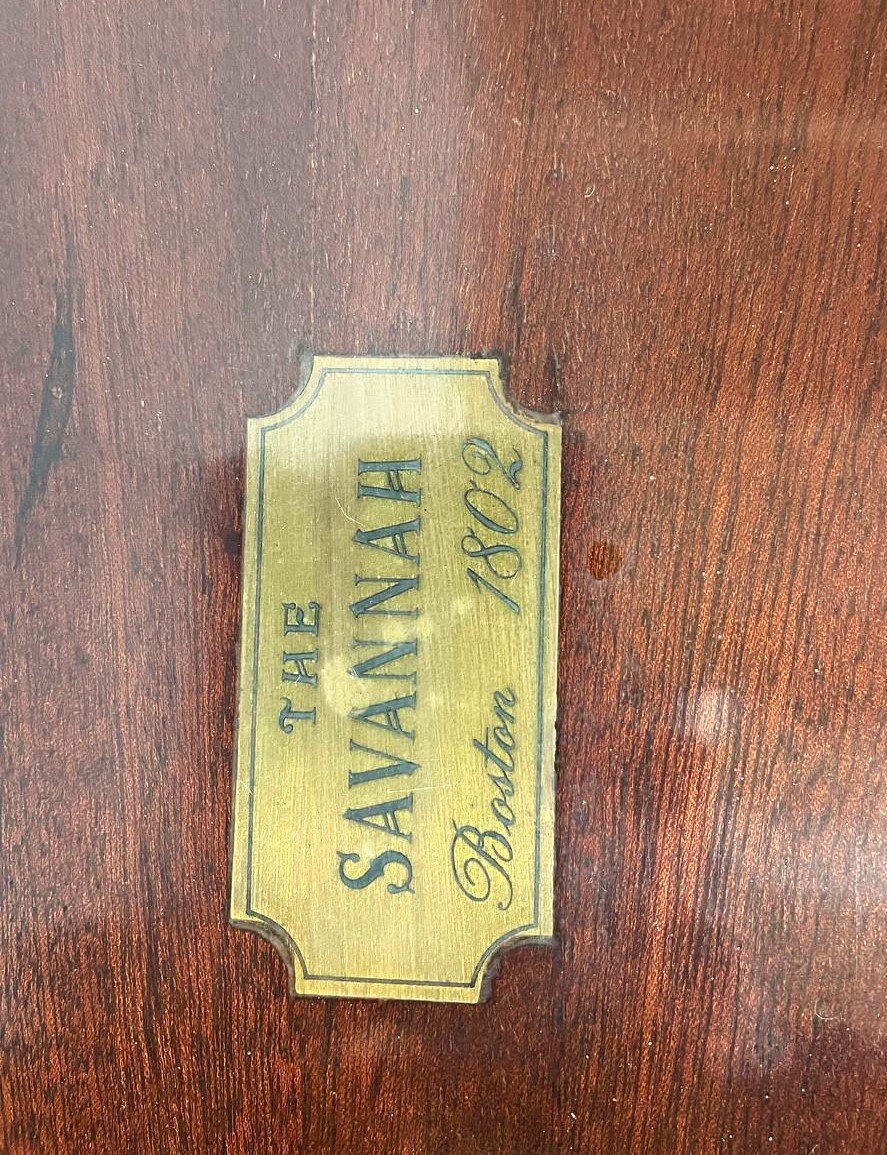 THE
SAVANNAH
Boston 1802